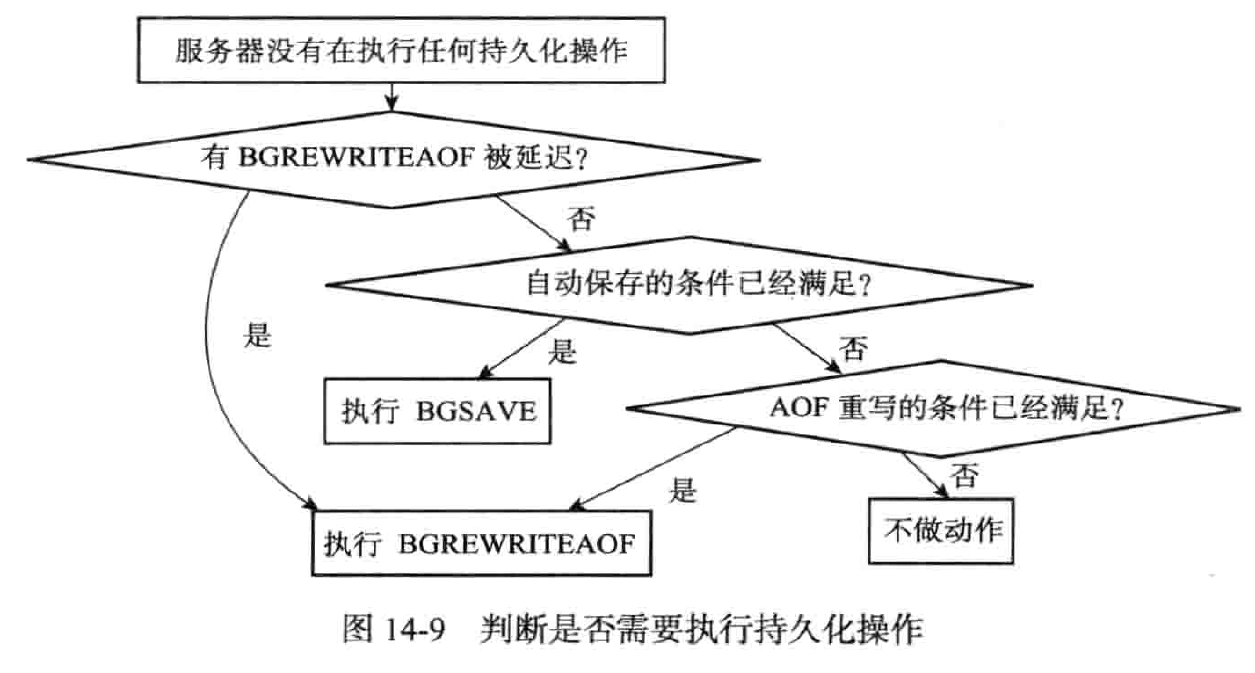 服务器没有在执行任何持久化操作
有 BGREWRITEAOF 被延迟?
否
自动保存的条件已经满足?
是
是
否
执行 BGSAVE
AOF 重写的条件已经满足?
是
否
执行 BGREWRITEAOF
不做动作
图 14-9 判断是否需要执行持久化操作